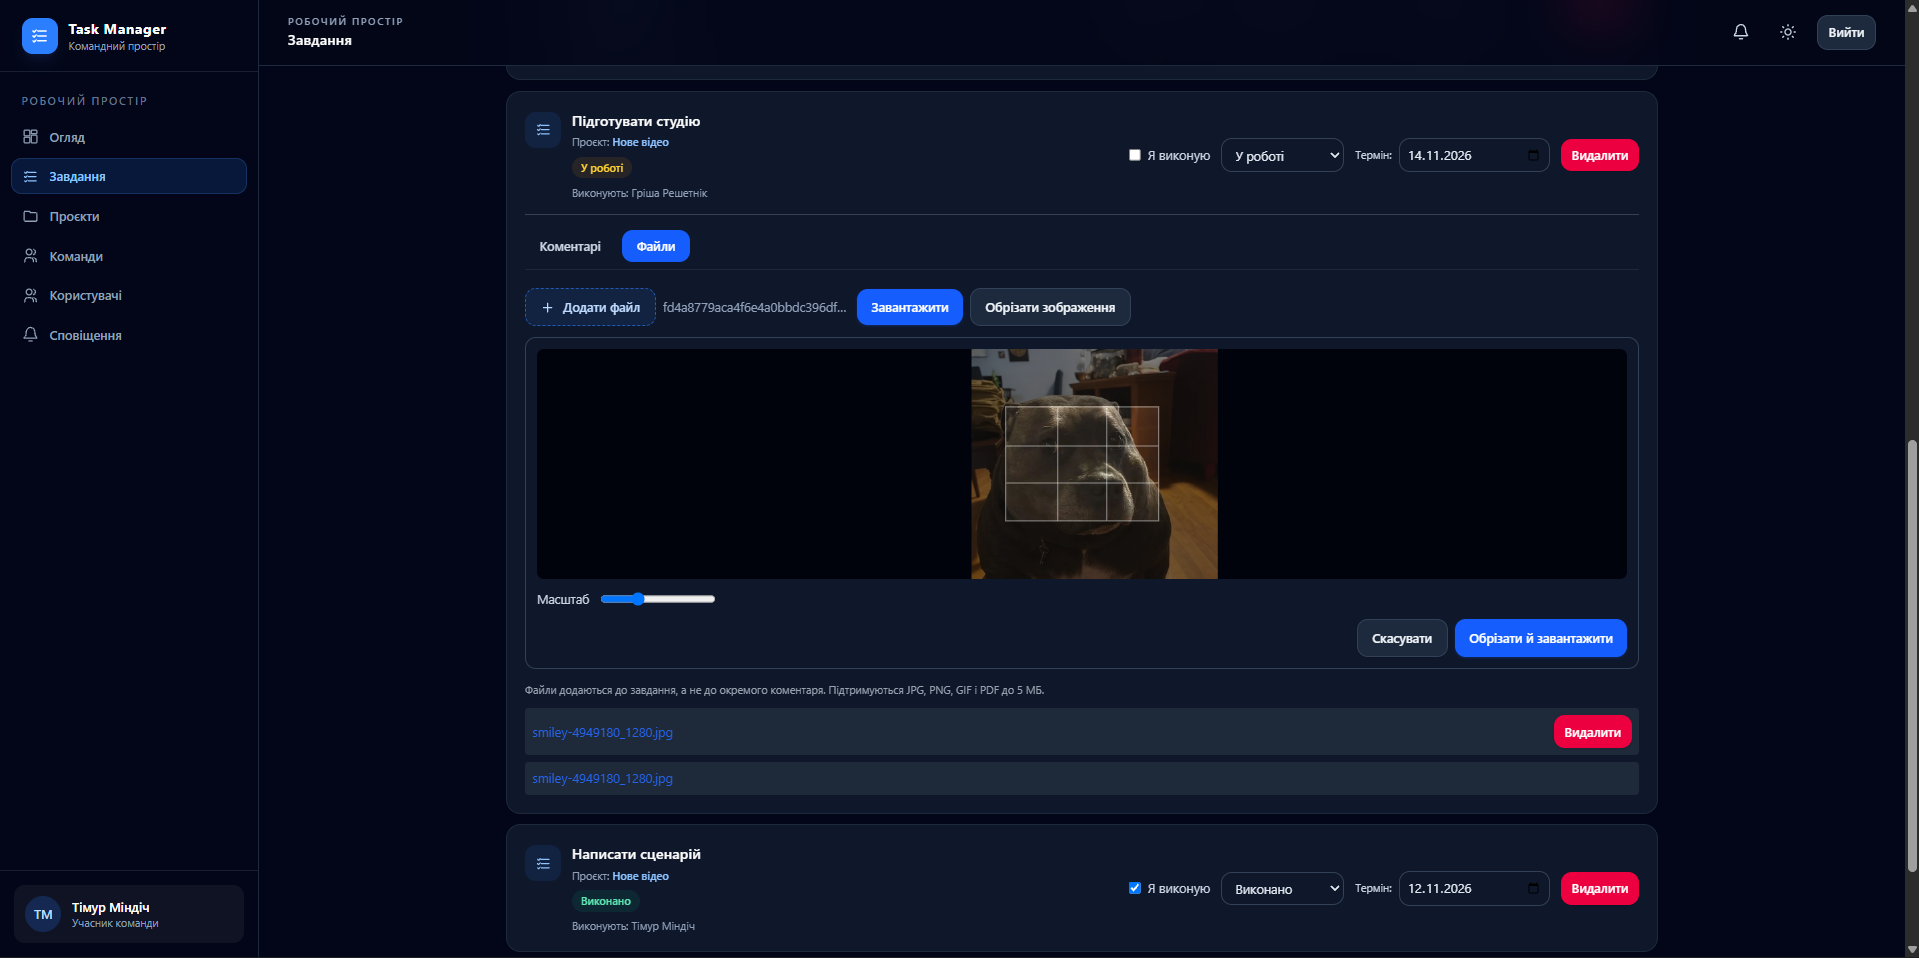 Task Manager
Командний простір
РОБОЧИЙ ПРОСТІР
Огляд
Завдання
Проєкти
Команди
Користувачі
Сповіщення
ТМ
Тімур Міндіч
Учасник команди
РОБОЧИЙ ПРОСТІР
Завдання
Вийти
Підготувати студію
Проєкт: Нове відео
У роботі
Виконують: Гріша Решетнік
Я виконую
У роботі
Термін:
14.11.2026
Видалити
Коментарі
Файли
+ Додати файл
fd4a8779aca4f6e4a0bbdc396df...
Завантажити
Обрізати зображення
Масштаб
Скасувати
Обрізати й завантажити
Файли додаються до завдання, а не до окремого коментаря. Підтримуються JPG, PNG, GIF і PDF до 5 МБ.
smiley-4949180_1280.jpg
Видалити
smiley-4949180_1280.jpg
Написати сценарій
Проєкт: Нове відео
Виконано
Виконують: Тімур Міндіч
Я виконую
Виконано
Термін:
12.11.2026
Видалити